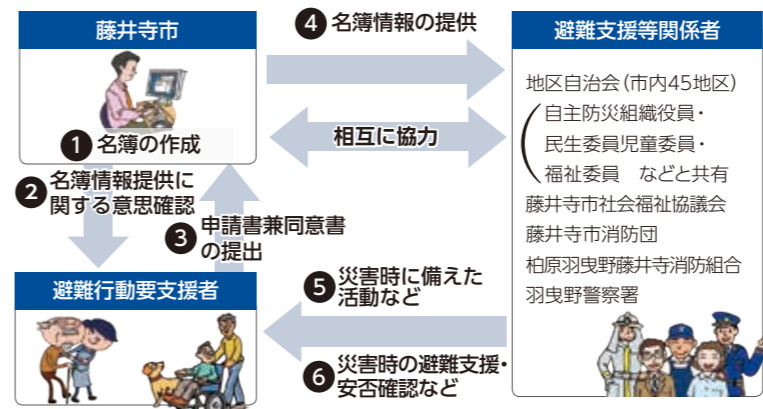 藤井寺市
❶ 名簿の作成
❷ 名簿情報提供に
関する意思確認
❸ 申請書兼同意書
の提出
❹ 名簿情報の提供
相互に協力
避難支援等関係者
地区自治会(市内45地区)
(自主防災組織役員・
民生委員児童委員・
福祉委員 などと共有
藤井寺市社会福祉協議会
藤井寺市消防団
柏原羽曳野藤井寺消防組合
羽曳野警察署
避難行動要支援者
❺ 災害時に備えた
活動など
❻ 災害時の避難支援・
安否確認など